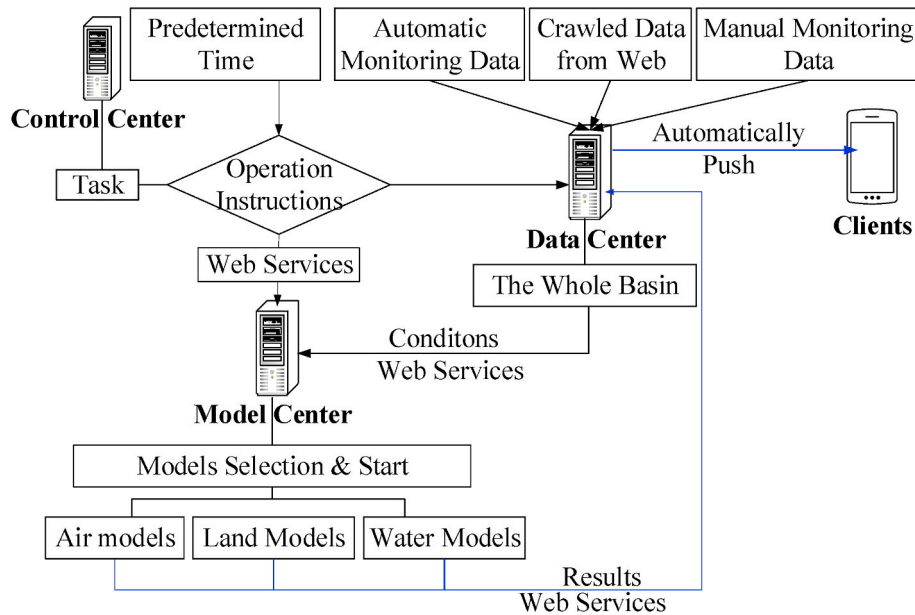 Predetermined
Time
Automatic
Monitoring Data
Crawled Data
from Web
Manual Monitoring
Data
Control Center
Task
Operation
Instructions
Automatically
Push
Clients
Data Center
Web Services
The Whole Basin
Conditons
Web Services
Model Center
Models Selection & Start
Air models
Land Models
Water Models
Results
Web Services